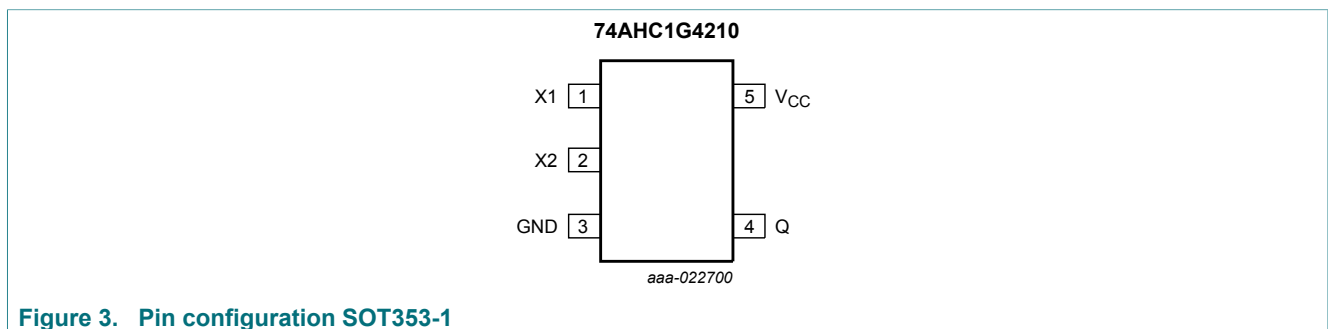 74AHC1G4210
X1 1 5 VCC
X2 2
GND 3 4 Q
aaa-022700
Figure 3. Pin configuration SOT353-1